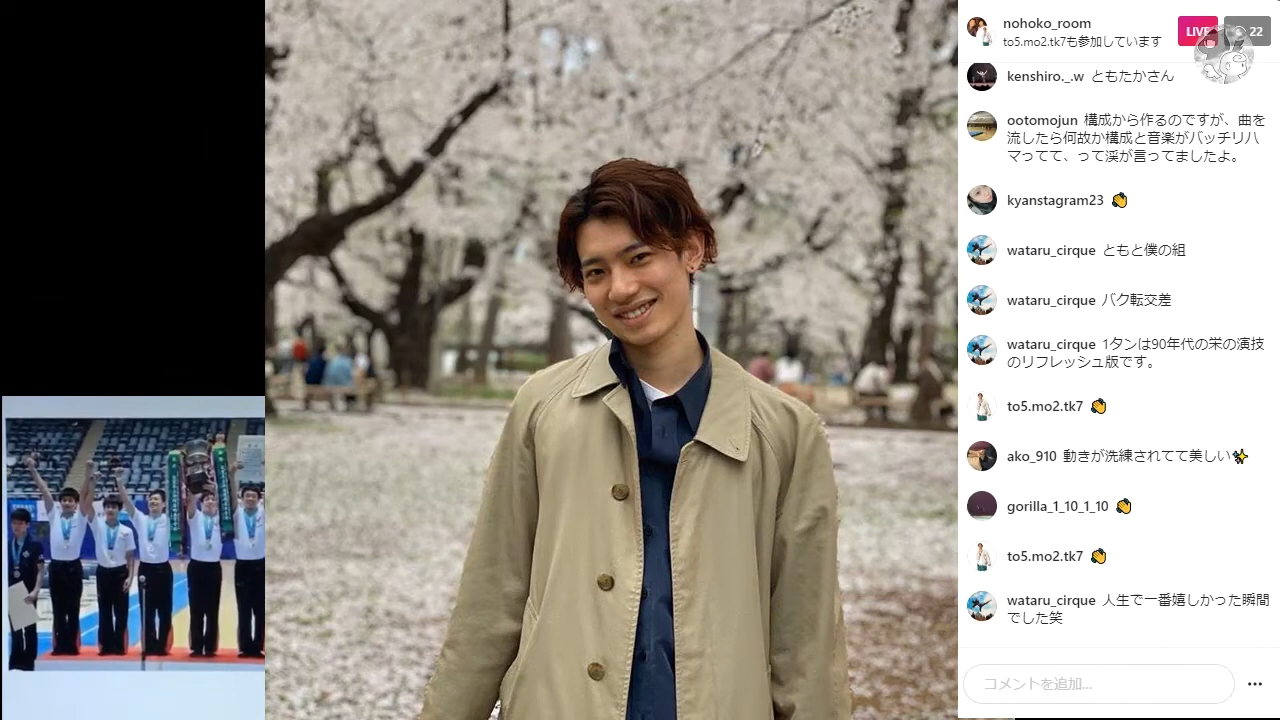 nohoko_room
to5.mo2.tk7も参加しています
LIVE
22
kenshiro._.w ともたかさん
ootomojun 構成から作るのですが、曲を
流したら何故か構成と音楽がバッチリハ
マってて、って渓が言ってましたよ。
kyanstagram23 👏
wataru_cirque ともと僕の組
wataru_cirque バク転交差
wataru_cirque 1タンは90年代の栄の演技
のリフレッシュ版です。
to5.mo2.tk7 👏
ako_910 動きが洗練されてて美しい✨
gorilla_1_10_1_10 👏
to5.mo2.tk7 👏
wataru_cirque 人生で一番嬉しかった瞬間
でした笑
コメントを追加...